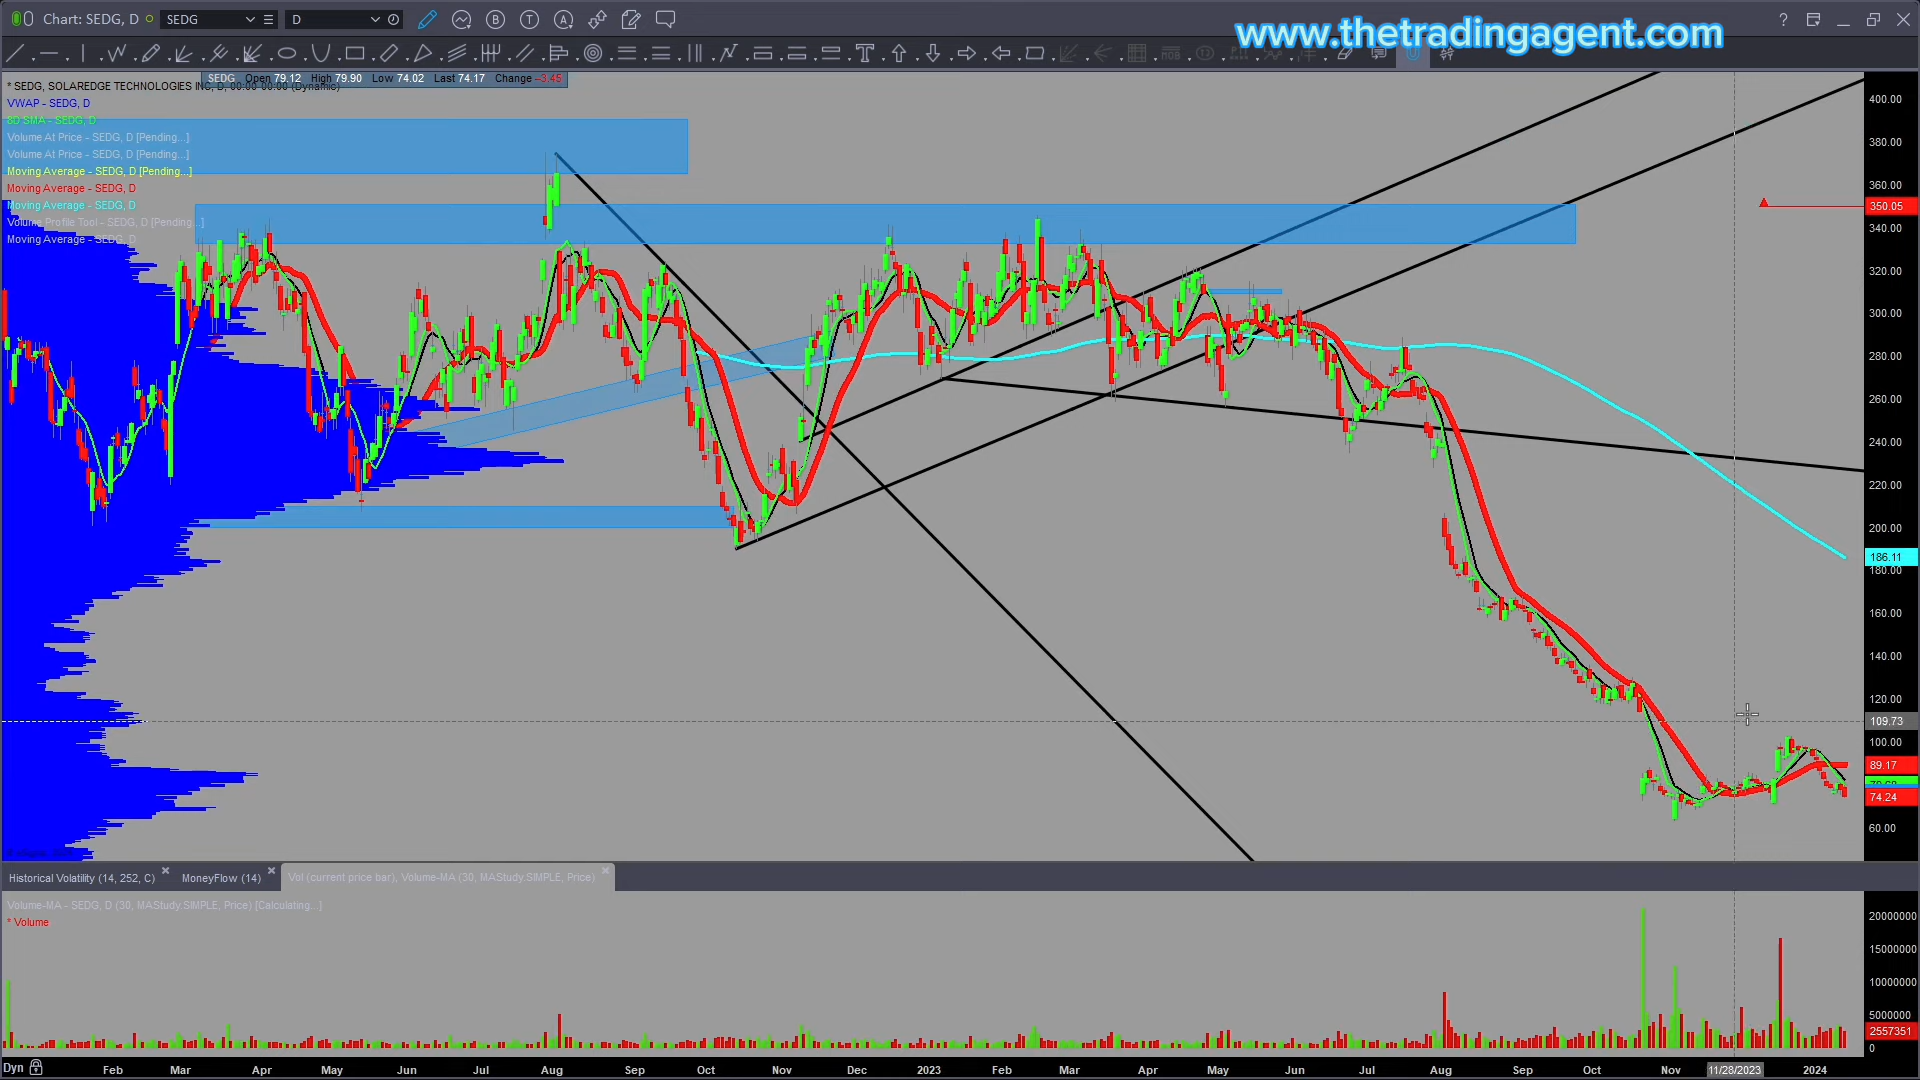 Chart: SEDG, D SEDG D
www.thetradingagent.com
SEDG Open 79.12 High 79.90 Low 74.02 Last 74.17 Change -3.45
* SEDG, SOLAREDGE TECHNOLOGIES INC, D, 00:00-00:00 (Dynamic)
VWAP - SEDG, D
8D SMA - SEDG, D
Volume At Price - SEDG, D [Pending...]
Volume At Price - SEDG, D [Pending...]
Moving Average - SEDG, D [Pending...]
Moving Average - SEDG, D
Moving Average - SEDG, D
Volume Profile Tool - SEDG, D [Pending...]
Moving Average - SEDG, D
400.00
380.00
360.00
350.05
340.00
320.00
300.00
280.00
260.00
240.00
220.00
200.00
186.11
180.00
160.00
140.00
120.00
109.73
100.00
89.17
74.24
60.00
Historical Volatility (14, 252, C) MoneyFlow (14) Vol (current price bar), Volume-MA (30, MAStudy.SIMPLE, Price)
Volume-MA - SEDG, D (30, MAStudy.SIMPLE, Price) [Calculating...]
* Volume
20000000
15000000
10000000
5000000
2557351
0
Dyn Feb Mar Apr May Jun Jul Aug Sep Oct Nov Dec 2023 Feb Mar Apr May Jun Jul Aug Sep Oct Nov 11/28/2023 2024